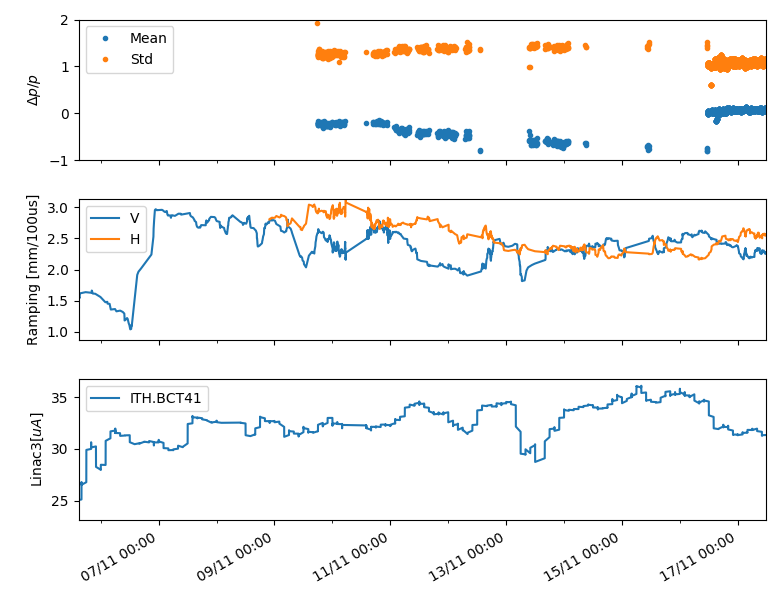 Δp/p
2
1
0
−1
Mean
Std
Ramping [mm/100us]
3.0
2.5
2.0
1.5
1.0
V
H
Linac3[uA]
35
30
25
ITH.BCT41
07/11 00:00
09/11 00:00
11/11 00:00
13/11 00:00
15/11 00:00
17/11 00:00